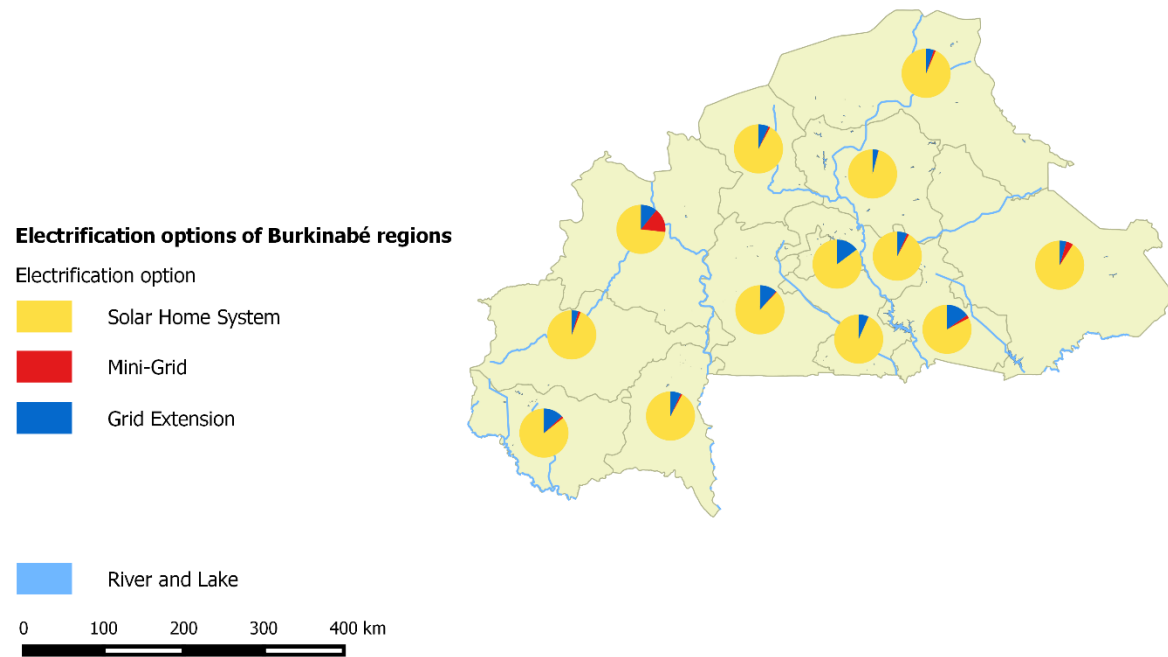 Electrification options of Burkinabé regions
Electrification option
Solar Home System
Mini-Grid
Grid Extension
River and Lake
0 100 200 300 400 km